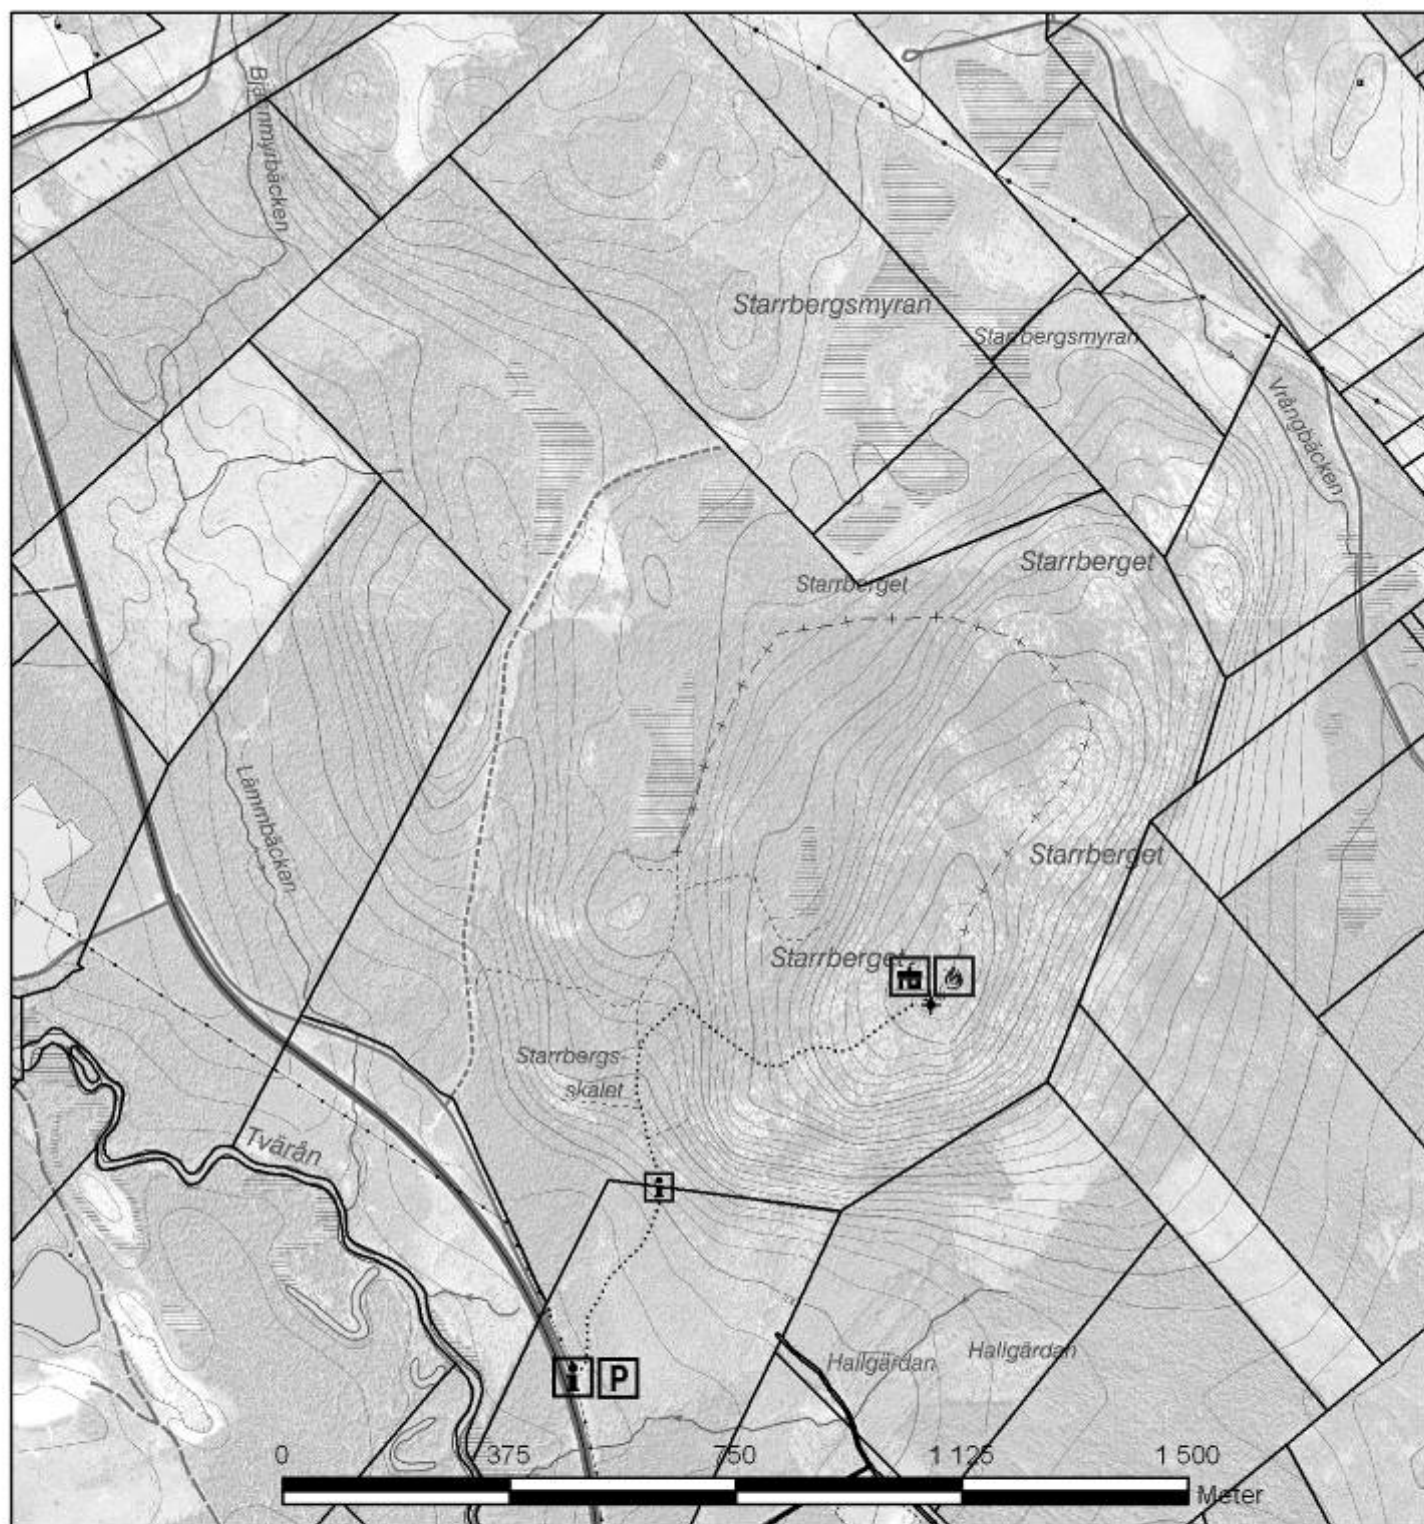 Björnmyrbäcken
Starrbergsmyran
Starrbergsmyran
Vrångbäcken
Starrberget
Starrberget
Lämmbäcken
Starrberget
Starrberget
Starrbergs-
skalet
Tvärån
i
i P
Hallgärdan
Hallgärdan
0 375 750 1 125 1 500
Meter